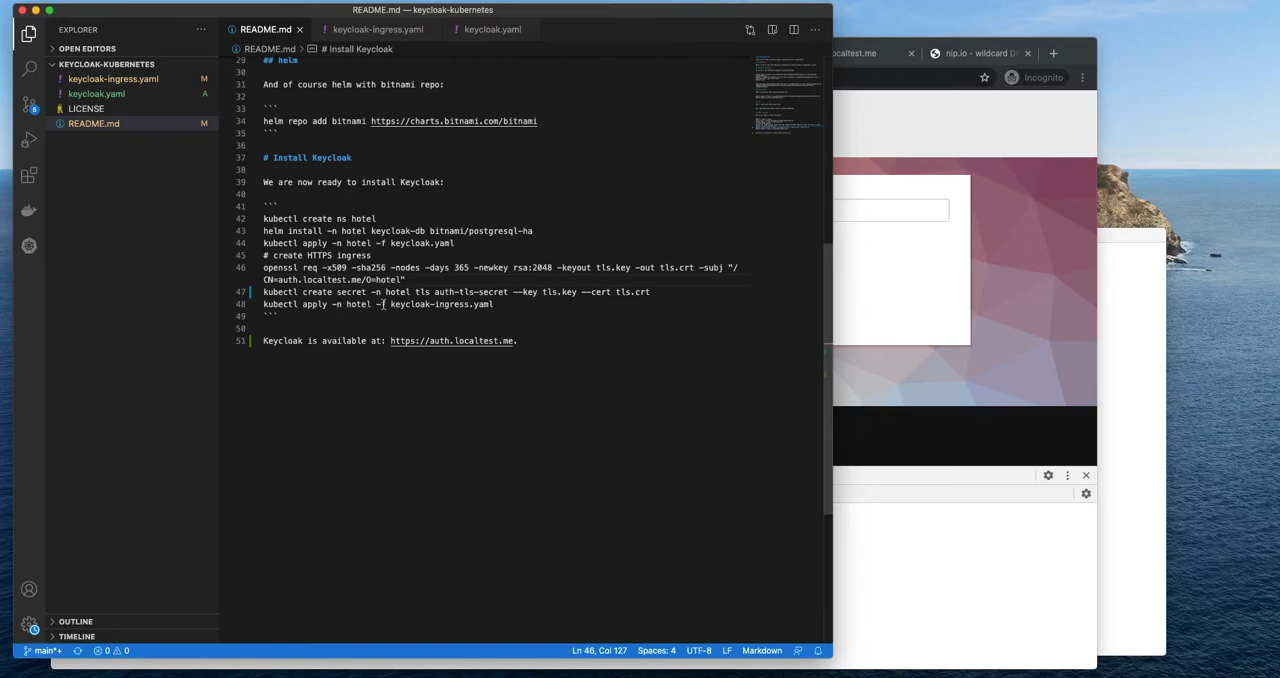 README.md — keycloak-kubernetes
EXPLORER
README.md
keycloak-ingress.yaml
keycloak.yaml
OPEN EDITORS
README.md > # Install Keycloak
KEYCLOAK-KUBERNETES
keycloak-ingress.yaml M
keycloak.yaml A
LICENSE
README.md M
29 ## helm
30
31 And of course helm with bitnami repo:
32
33 ```
34 helm repo add bitnami https://charts.bitnami.com/bitnami
35 ```
36
37 # Install Keycloak
38
39 We are now ready to install Keycloak:
40
41 ```
42 kubectl create ns hotel
43 helm install -n hotel keycloak-db bitnami/postgresql-ha
44 kubectl apply -n hotel -f keycloak.yaml
45 # create HTTPS ingress
46 openssl req -x509 -sha256 -nodes -days 365 -newkey rsa:2048 -keyout tls.key -out tls.crt -subj "/
CN=auth.localtest.me/O=hotel"
47 kubectl create secret -n hotel tls auth-tls-secret --key tls.key --cert tls.crt
48 kubectl apply -n hotel -f keycloak-ingress.yaml
49 ```
50
51 Keycloak is available at: https://auth.localtest.me.
OUTLINE
TIMELINE
main*+
0 0
Ln 46, Col 127
Spaces: 4
UTF-8
LF
Markdown
6
ocaltest.me
nip.io - wildcard D
Incognito